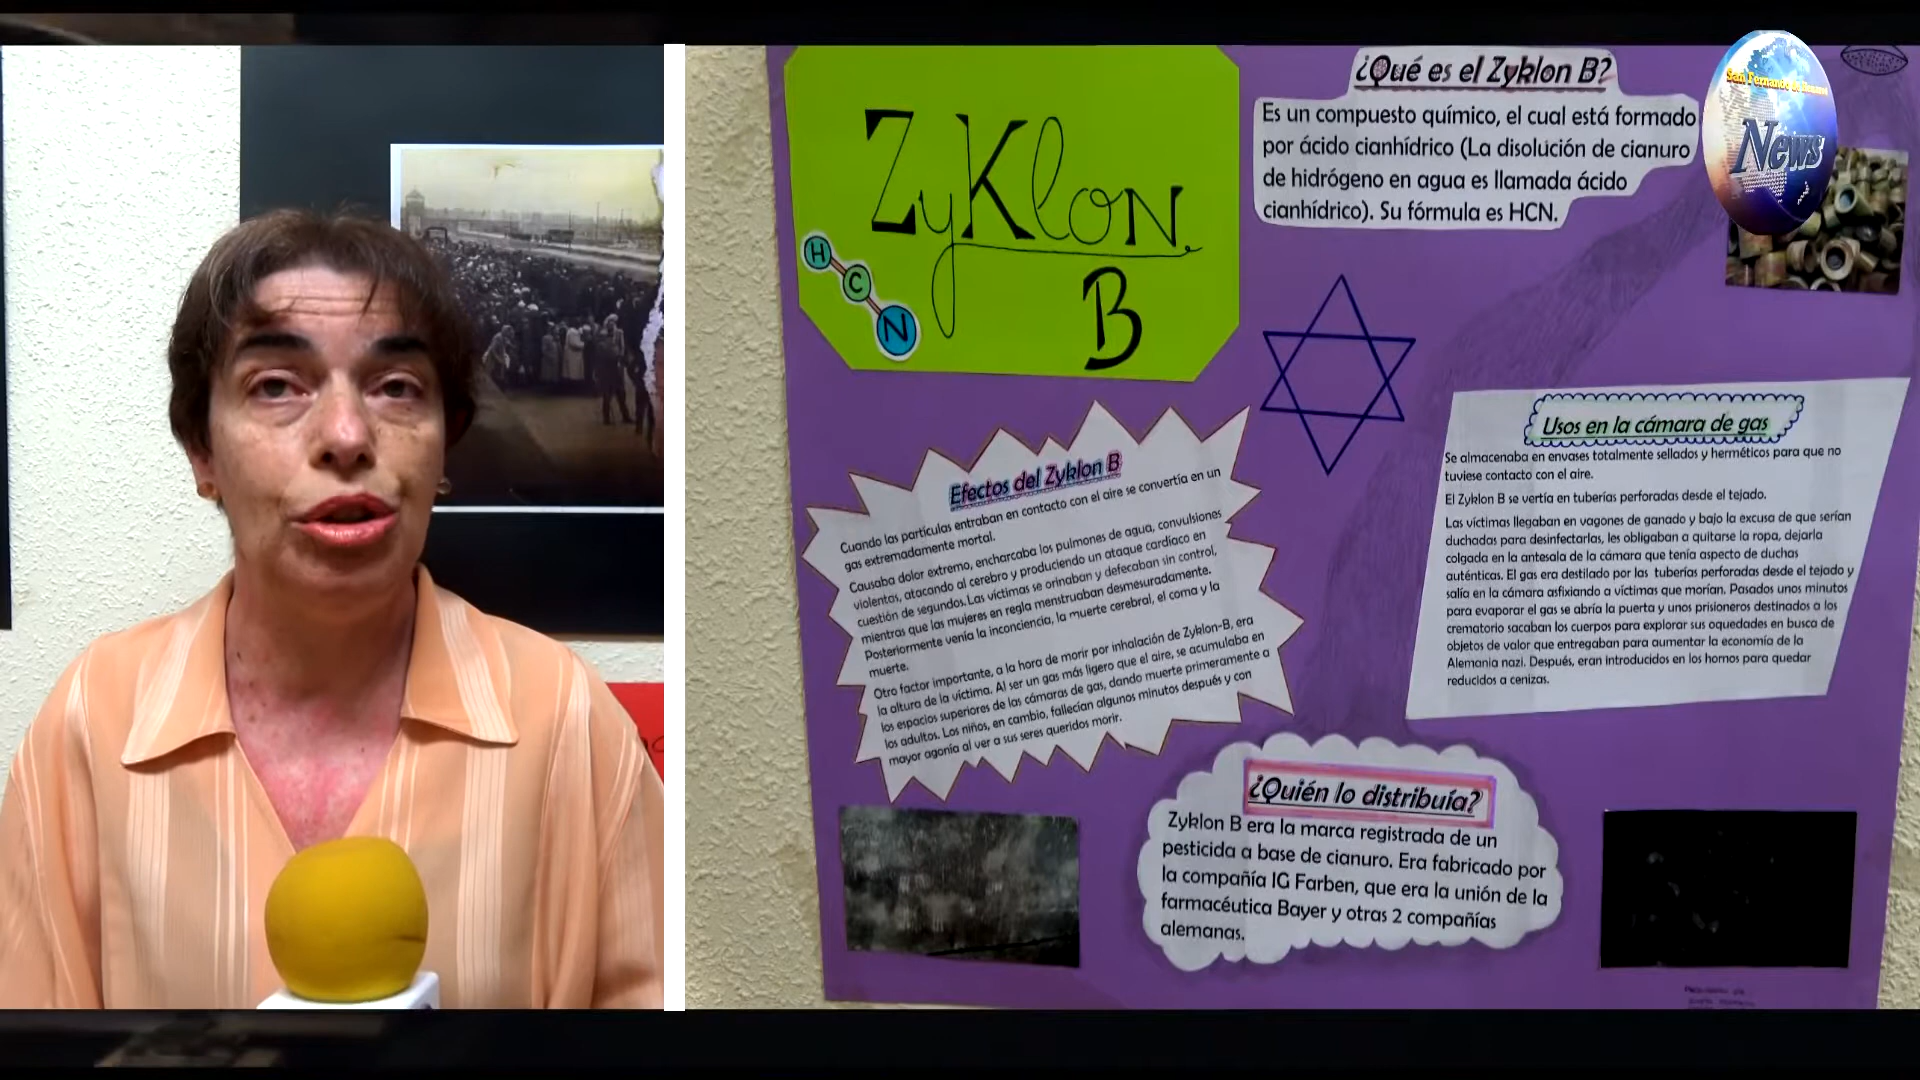 San Fernando de Henares
News
Zyklon
B
H
C
N
¿Qué es el Zyklon B?
Es un compuesto químico, el cual está formado
por ácido cianhídrico (La disolución de cianuro
de hidrógeno en agua es llamada ácido
cianhídrico). Su fórmula es HCN.
Efectos del Zyklon B
Cuando las partículas entraban en contacto con el aire se convertía en un
gas extremadamente mortal.
Causaba dolor extremo, encharcaba los pulmones de agua, convulsiones
violentas, atacando al cerebro y produciendo un ataque cardíaco en
cuestión de segundos. Las víctimas se orinaban y defecaban sin control,
mientras que las mujeres en regla menstruaban desmesuradamente.
Posteriormente venía la inconciencia, la muerte cerebral, el coma y la
muerte.
Otro factor importante, a la hora de morir por inhalación de Zyklon-B, era
la altura de la víctima. Al ser un gas más ligero que el aire, se acumulaba en
los espacios superiores de las cámaras de gas, dando muerte primeramente a
los adultos. Los niños, en cambio, fallecían algunos minutos después y con
mayor agonía al ver a sus seres queridos morir.
Usos en la cámara de gas
Se almacenaba en envases totalmente sellados y herméticos para que no
tuviese contacto con el aire.
El Zyklon B se vertía en tuberías perforadas desde el tejado.
Las víctimas llegaban en vagones de ganado y bajo la excusa de que serían
duchadas para desinfectarlas, les obligaban a quitarse la ropa, dejarla
colgada en la antesala de la cámara que tenía aspecto de duchas
auténticas. El gas era destilado por las tuberías perforadas desde el tejado y
salía en la cámara asfixiando a víctimas que morían. Pasados unos minutos
para evaporar el gas se abría la puerta y unos prisioneros destinados a los
crematorio sacaban los cuerpos para explorar sus oquedades en busca de
objetos de valor que entregaban para aumentar la economía de la
Alemania nazi. Después, eran introducidos en los hornos para quedar
reducidos a cenizas.
¿Quién lo distribuía?
Zyklon B era la marca registrada de un
pesticida a base de cianuro. Era fabricado por
la compañía IG Farben, que era la unión de la
farmacéutica Bayer y otras 2 compañías
alemanas.